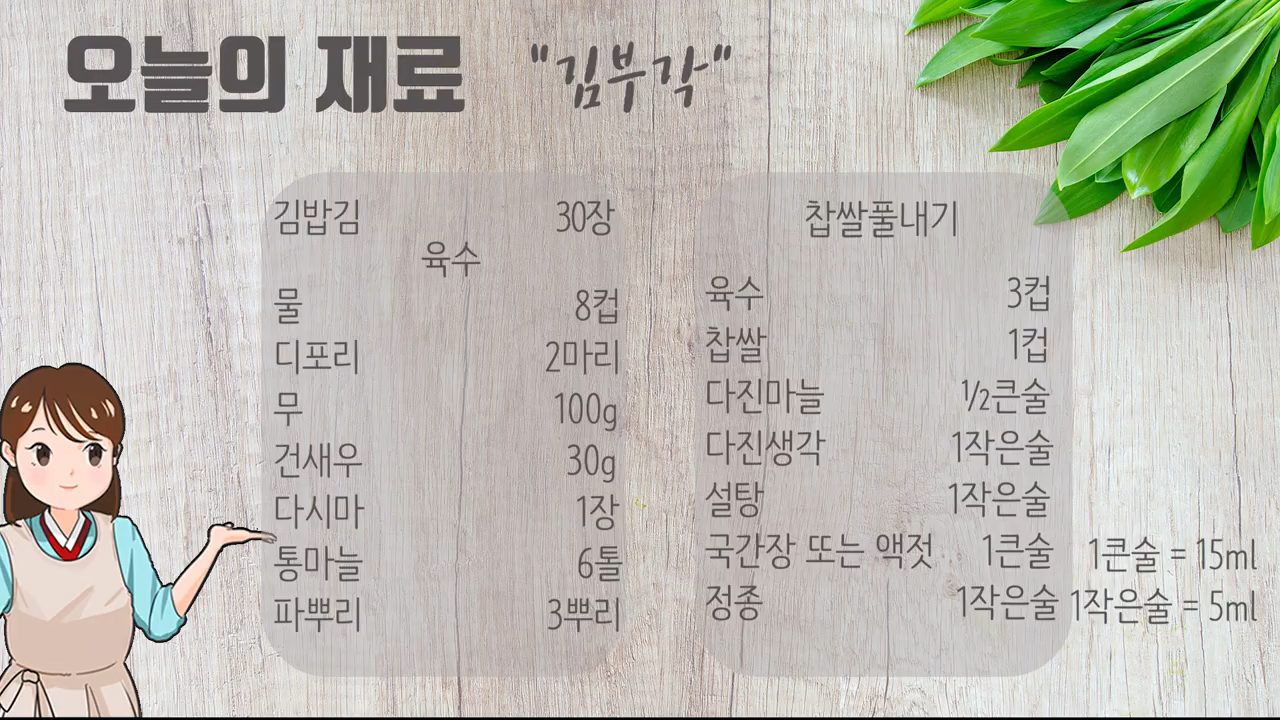 오늘의 재료 "김부각"
김밥김 30장
육수
물 8컵
디포리 2마리
무 100g
건새우 30g
다시마 1장
통마늘 6톨
파뿌리 3뿌리
찹쌀풀내기
육수 3컵
찹쌀 1컵
다진마늘 ½큰술
다진생각 1작은술
설탕 1작은술
국간장 또는 액젓 1큰술
정종 1작은술
1큰술 = 15ml
1작은술 = 5ml